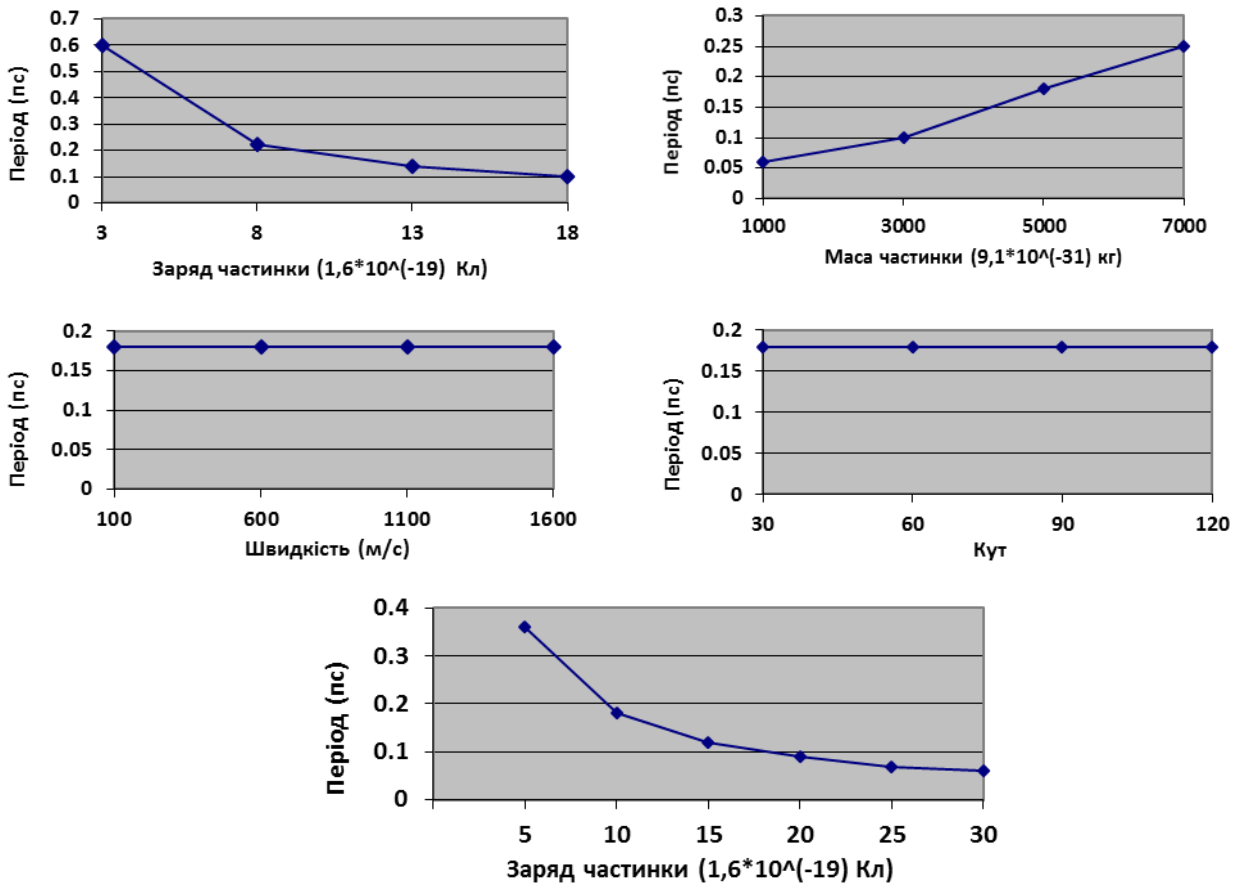 Період (пс)
0.7
0.6
0.5
0.4
0.3
0.2
0.1
0
3 8 13 18
Заряд частинки (1,6*10^(-19) Кл)
Період (пс)
0.3
0.25
0.2
0.15
0.1
0.05
0
1000 3000 5000 7000
Маса частинки (9,1*10^(-31) кг)
Період (пс)
0.2
0.15
0.1
0.05
0
100 600 1100 1600
Швидкість (м/с)
Період (пс)
0.2
0.15
0.1
0.05
0
30 60 90 120
Кут
Період (пс)
0.4
0.3
0.2
0.1
0
5 10 15 20 25 30
Заряд частинки (1,6*10^(-19) Кл)